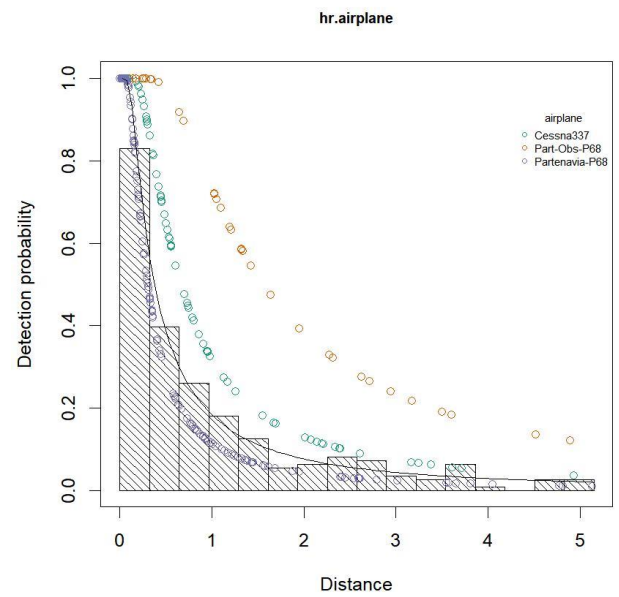 hr.airplane
airplane
Cessna337
Part-Obs-P68
Partenavia-P68
Detection probability
1.0
0.8
0.6
0.4
0.2
0.0
0 1 2 3 4 5
Distance